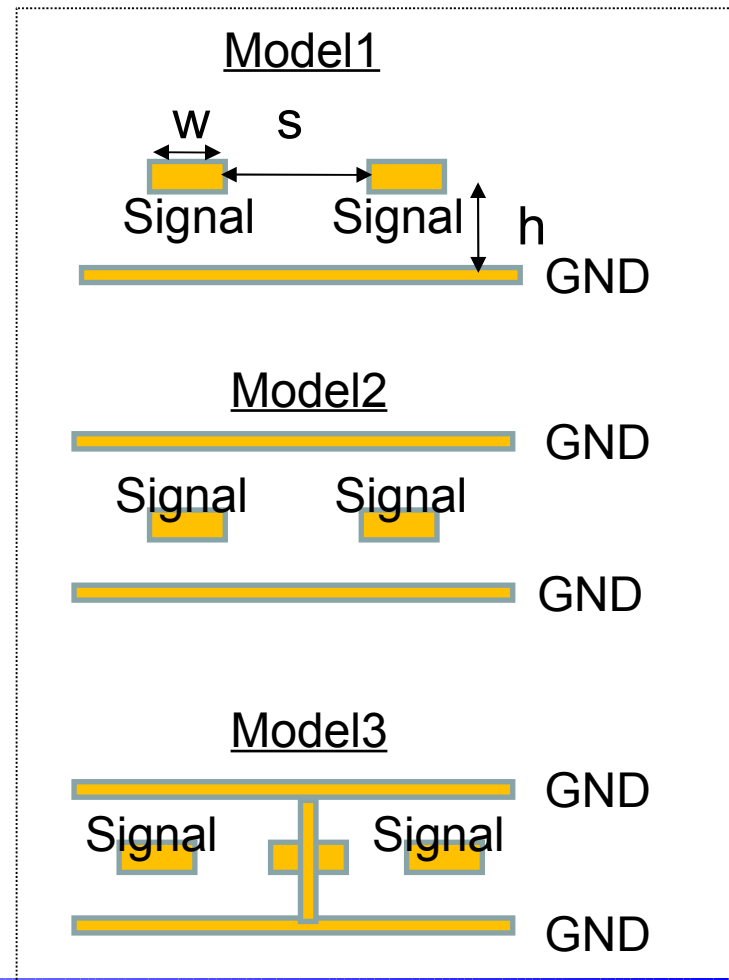 Model1
w s
Signal Signal h
GND
Model2
GND
Signal Signal
GND
Model3
GND
Signal Signal
GND